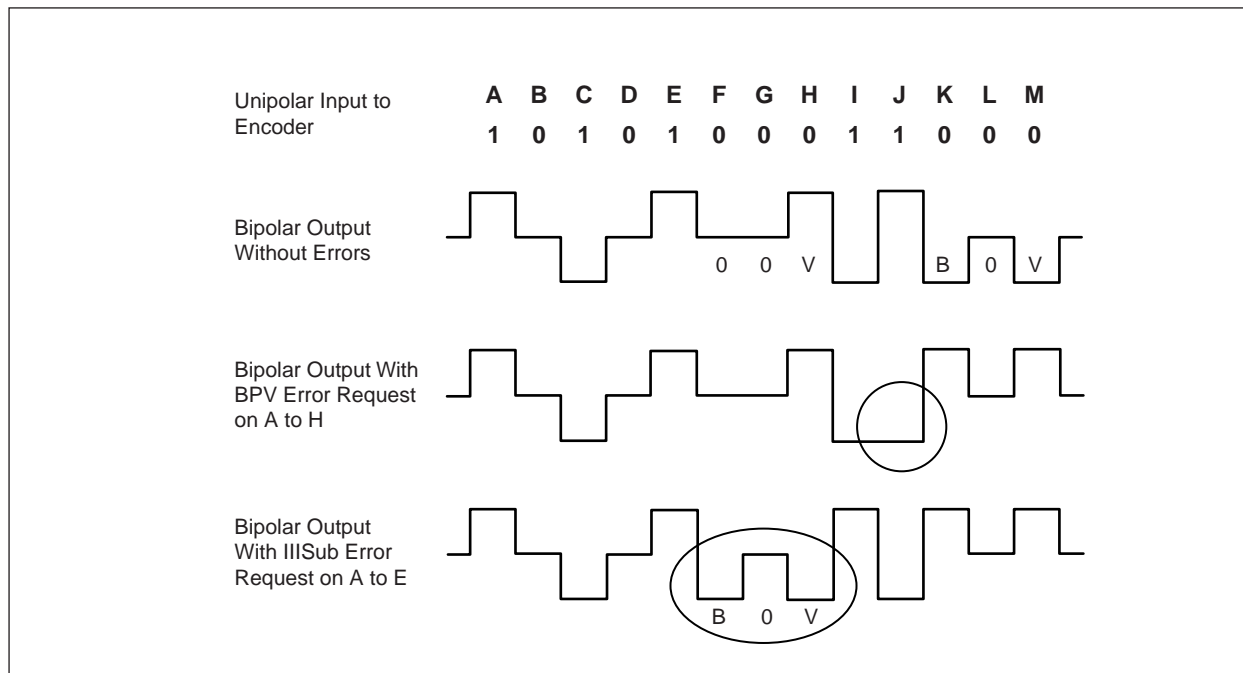 Unipolar Input to
Encoder
A B C D E F G H I J K L M
1 0 1 0 1 0 0 0 1 1 0 0 0
Bipolar Output
Without Errors
0 0 V B 0 V
Bipolar Output With
BPV Error Request
on A to H
Bipolar Output
With IIISub Error
Request on A to E
B 0 V